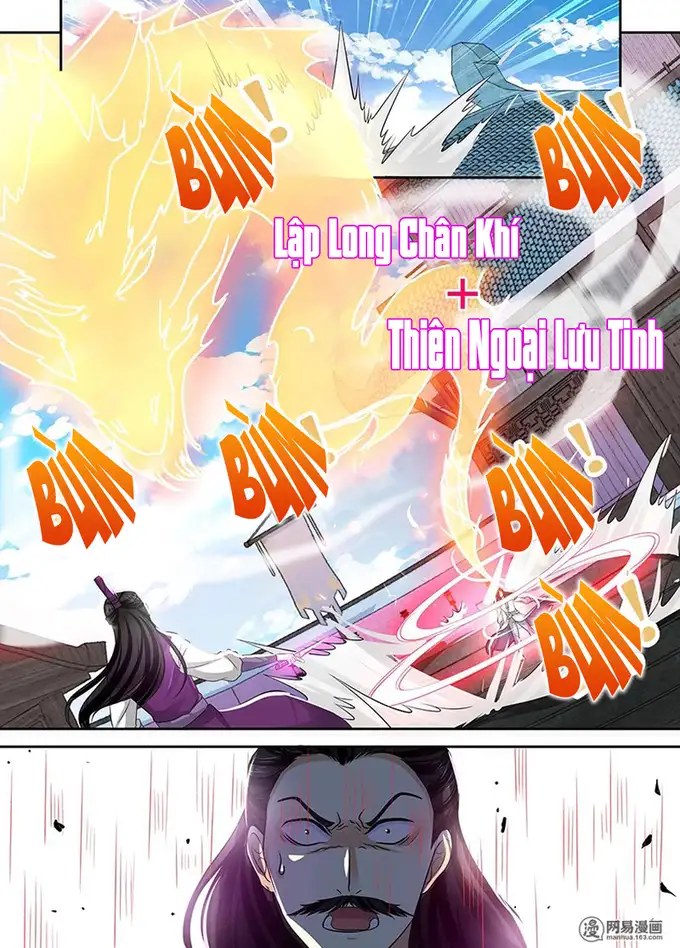 BÙM!
BÙM!
Lập Long Chân Khí
+
Thiên Ngoại Lưu Tinh
BÙM
BÙM!
BÙM!
BÙM!
漫 网易漫画
manhua.163.com